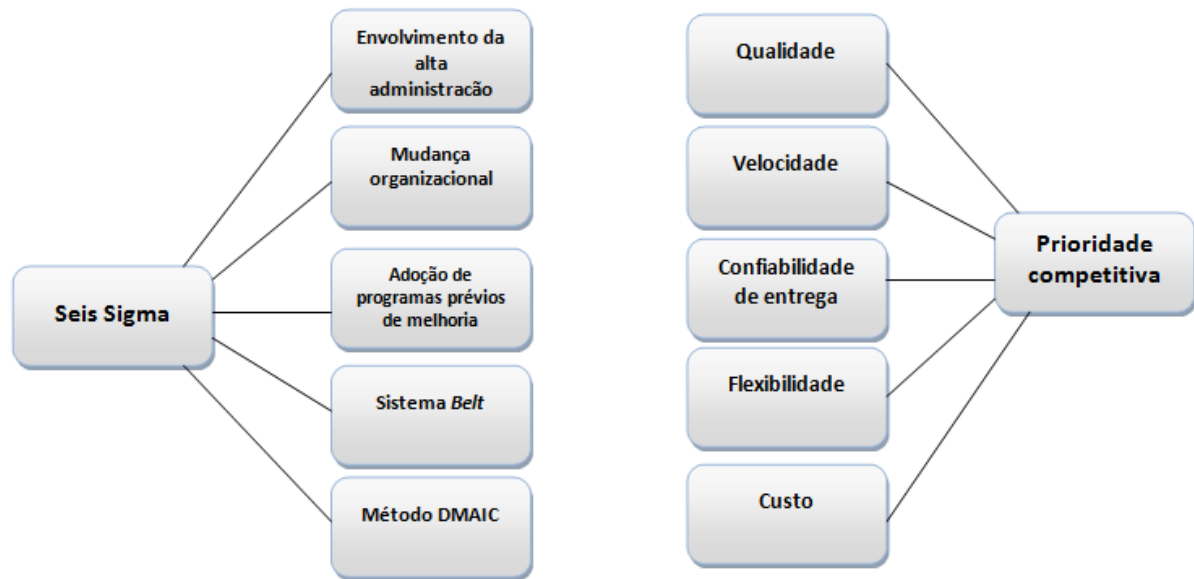 Seis Sigma
Envolvimento da
alta
administracão
Mudança
organizacional
Adoção de
programas prévios
de melhoria
Sistema Belt
Método DMAIC
Qualidade
Velocidade
Confiabilidade
de entrega
Flexibilidade
Custo
Prioridade
competitiva